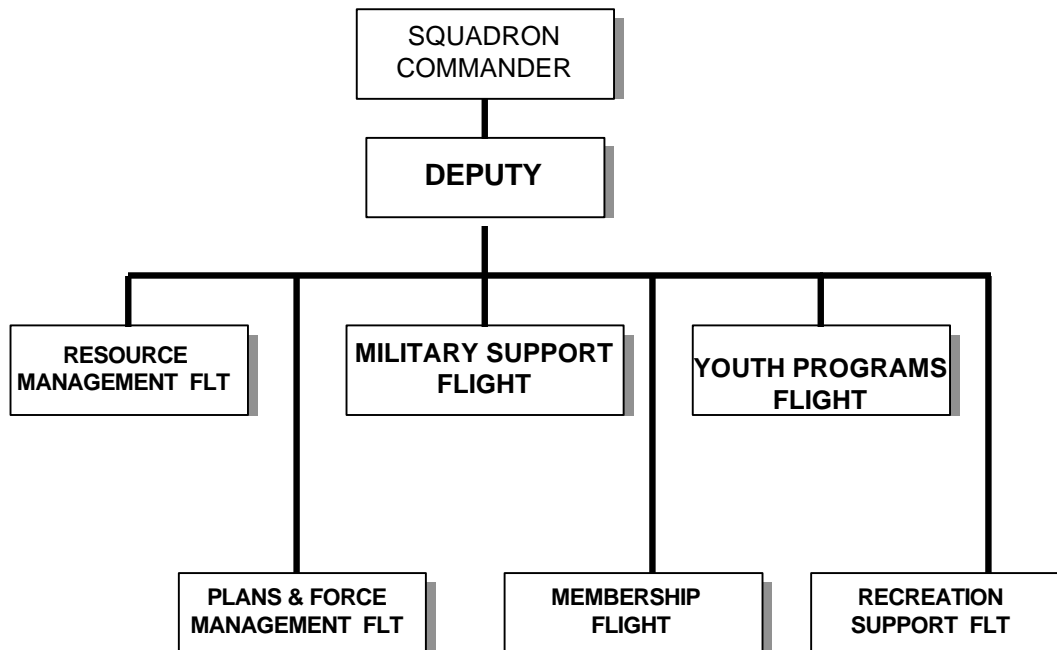 SQUADRON
COMMANDER
DEPUTY
RESOURCE
MANAGEMENT FLT
MILITARY SUPPORT
FLIGHT
YOUTH PROGRAMS
FLIGHT
PLANS & FORCE
MANAGEMENT FLT
MEMBERSHIP
FLIGHT
RECREATION
SUPPORT FLT